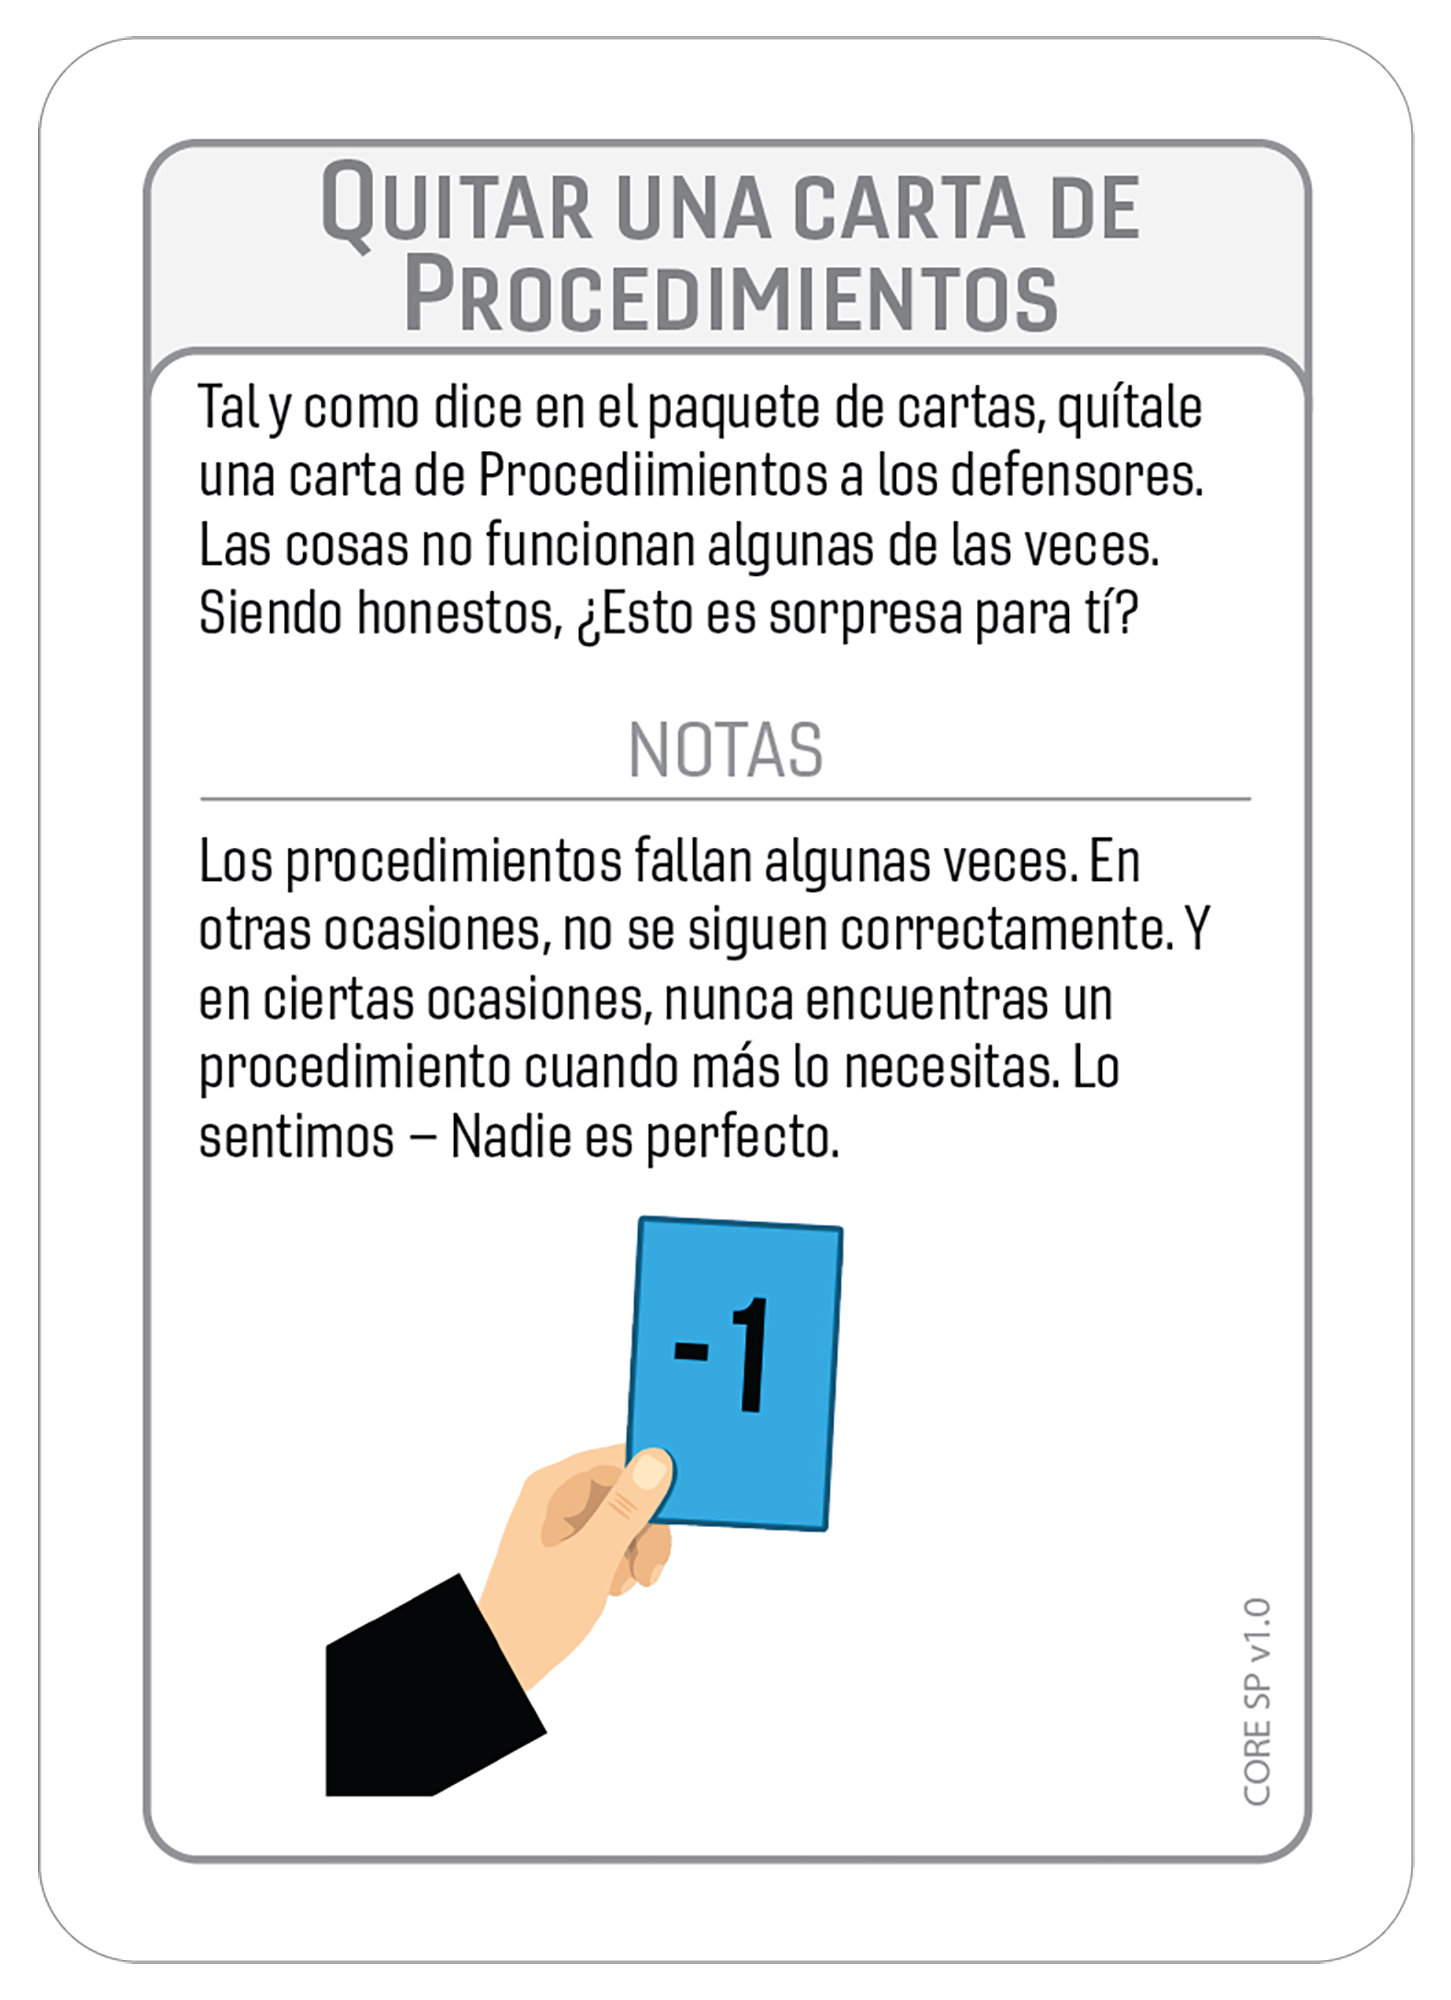 QUITAR UNA CARTA DE
PROCEDIMIENTOS
Tal y como dice en el paquete de cartas, quítale
una carta de Procediimientos a los defensores.
Las cosas no funcionan algunas de las veces.
Siendo honestos, ¿Esto es sorpresa para tí?
NOTAS
Los procedimientos fallan algunas veces. En
otras ocasiones, no se siguen correctamente. Y
en ciertas ocasiones, nunca encuentras un
procedimiento cuando más lo necesitas. Lo
sentimos – Nadie es perfecto.
-1
CORE SP v1.0